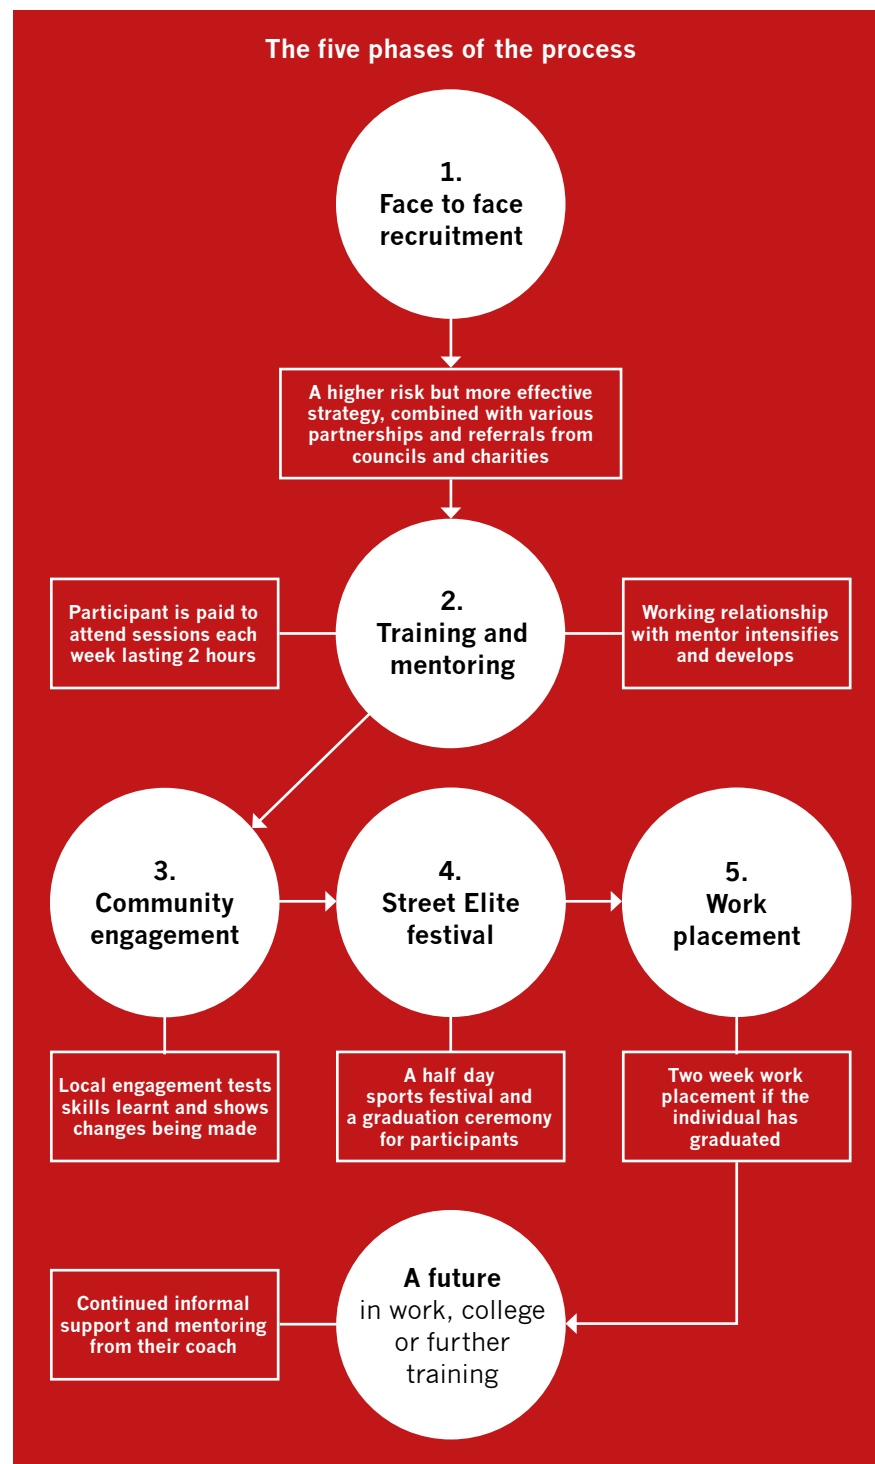 The five phases of the process
1.
Face to face
recruitment
A higher risk but more effective
strategy, combined with various
partnerships and referrals from
councils and charities
Participant is paid to
attend sessions each
week lasting 2 hours
2.
Training and
mentoring
Working relationship
with mentor intensifies
and develops
3.
Community
engagement
4.
Street Elite
festival
5.
Work
placement
Local engagement tests
skills learnt and shows
changes being made
A half day
sports festival and
a graduation ceremony
for participants
Two week work
placement if the
individual has
graduated
Continued informal
support and mentoring
from their coach
A future
in work, college
or further
training